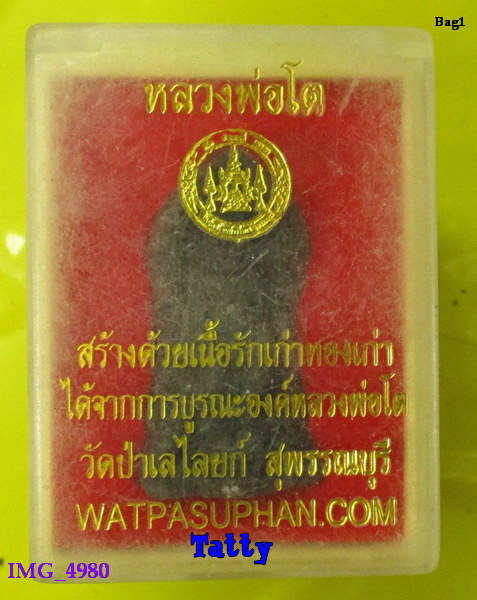 Bag1
หลวงพ่อโต
สร้างด้วยเนื้อรักเก่าทองเก่า
ได้จากการบูรณะองค์หลวงพ่อโต
วัดป่าเลไลยก์ สุพรรณบุรี
WATPASUPHAN.COM
Tatty
IMG_4980